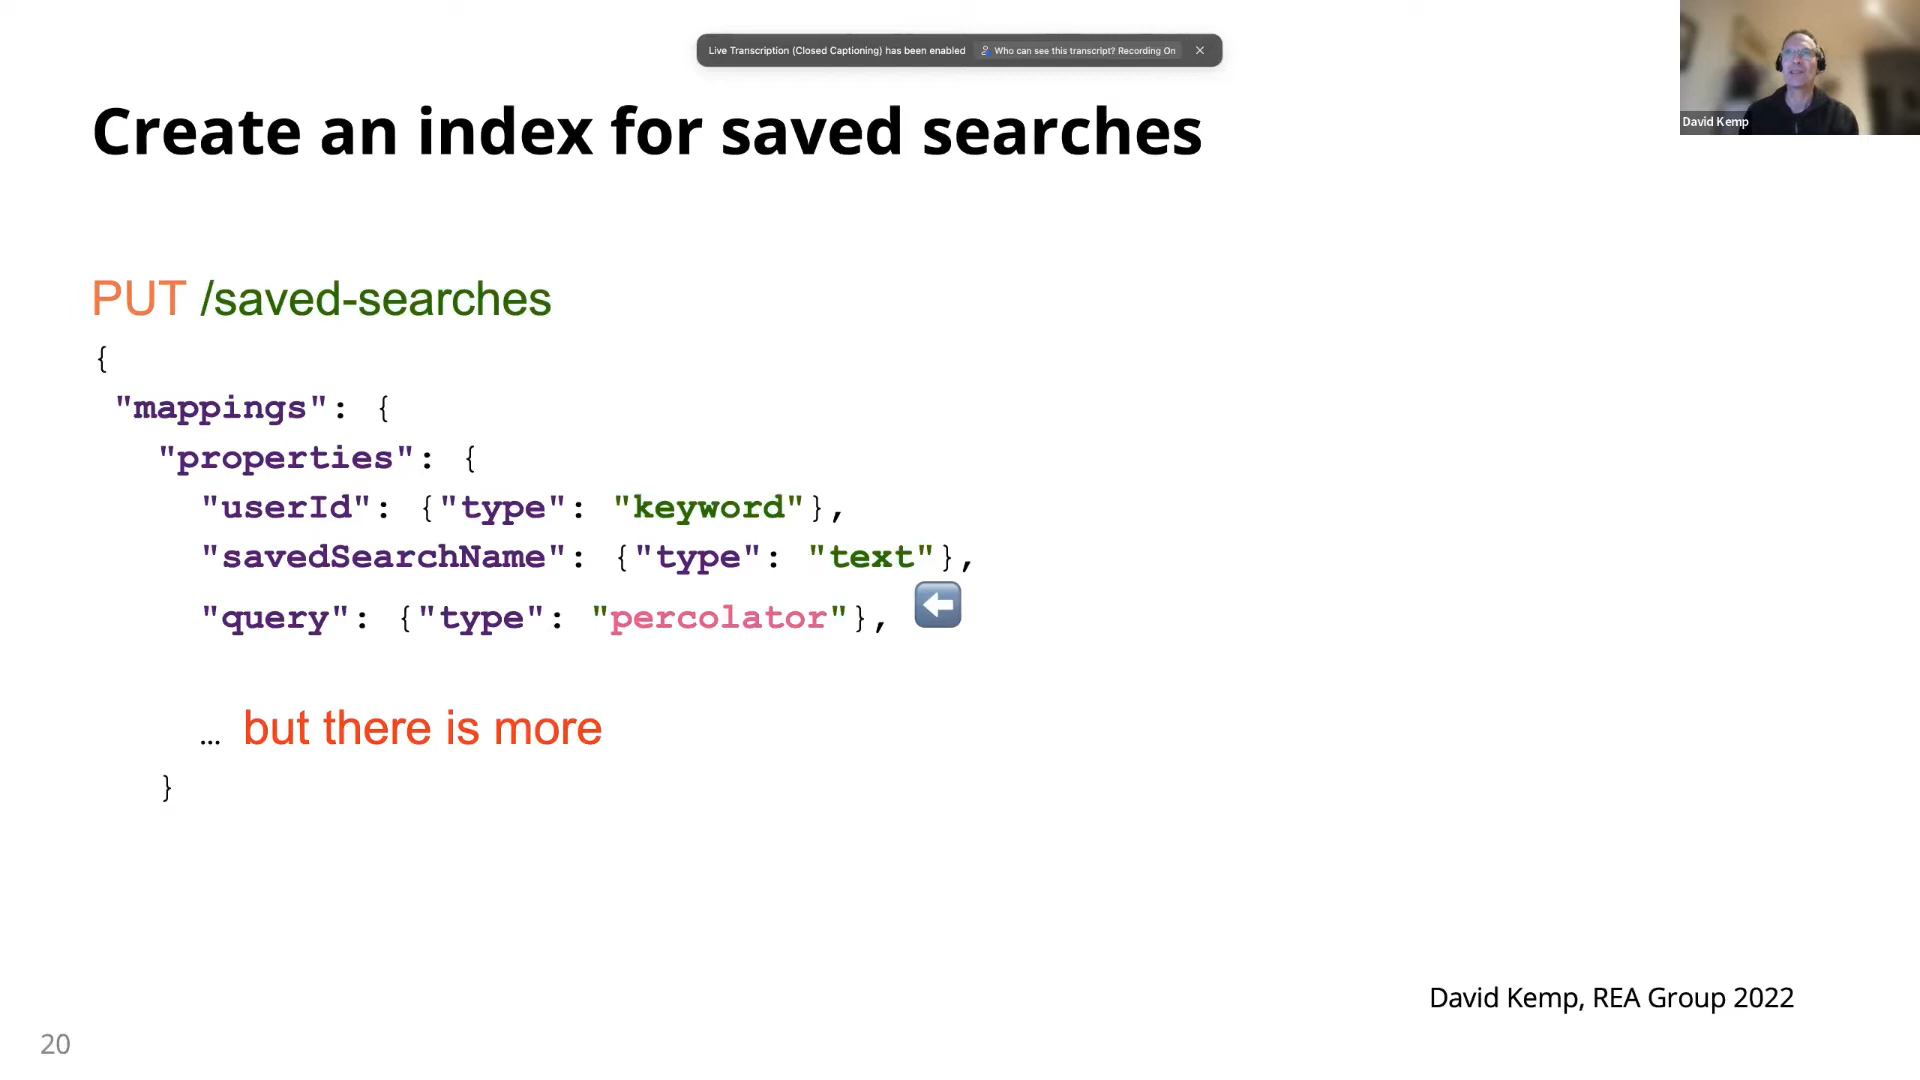 Live Transcription (Closed Captioning) has been enabled Who can see this transcript? Recording On
David Kemp
Create an index for saved searches
PUT /saved-searches
{
"mappings": {
"properties": {
"userId": {"type": "keyword"},
"savedSearchName": {"type": "text"},
"query": {"type": "percolator"},
… but there is more
}
David Kemp, REA Group 2022
20